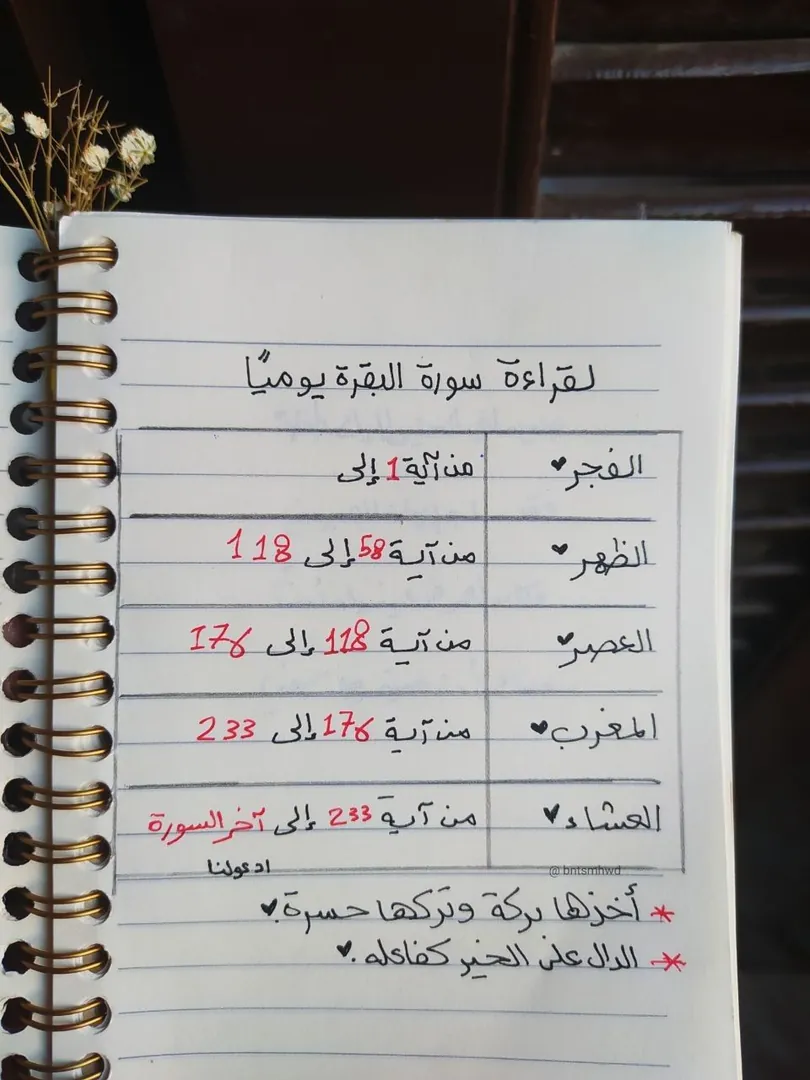 لقراءة سورة البقرة يوميًا
الفجر♥ من آية 1 إلى
الظهر♥ من آية 58 إلى 118
العصر♥ من آية 118 إلى 176
المغرب♥ من آية 176 إلى 233
العشاء♥ من آية 233 إلى آخر السورة
ادعولنا
@bntsmhwd
* أخزها بركة وتركها حسرة.♥
* الدال على الخير كفاعله.♥